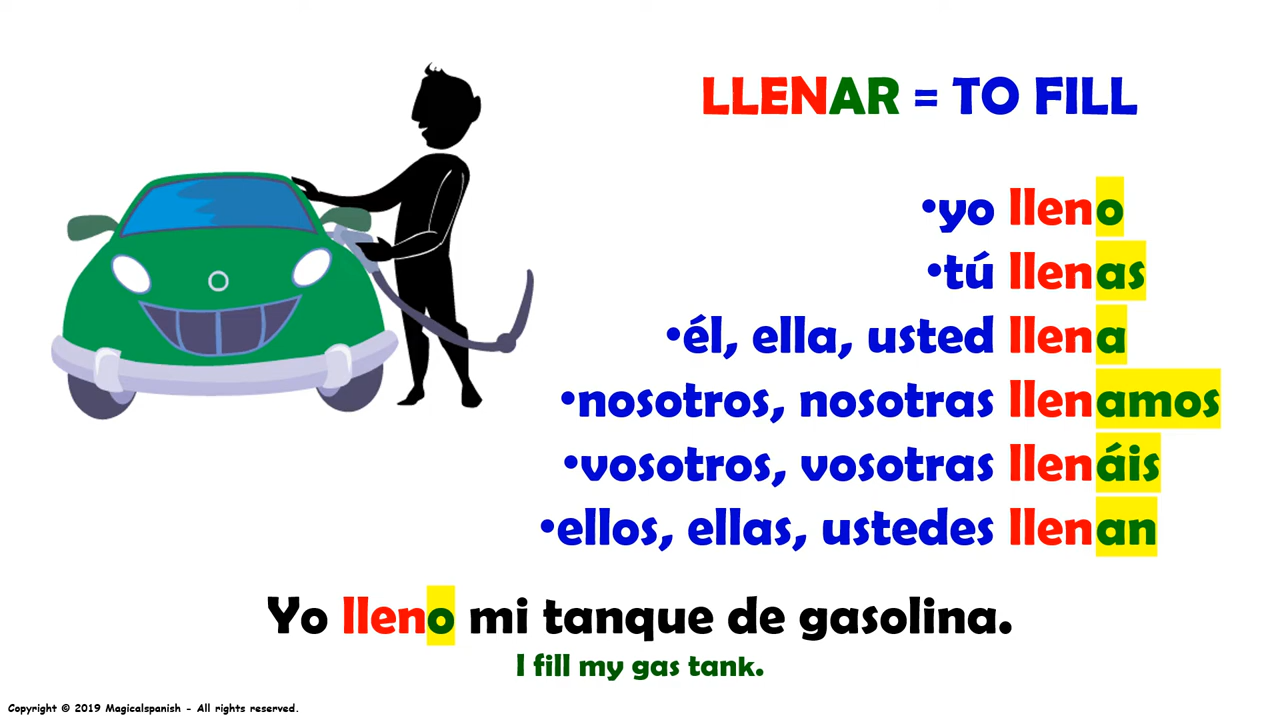 LLENAR = TO FILL
•yo lleno
•tú llenas
•él, ella, usted llena
•nosotros, nosotras llenamos
•vosotros, vosotras llenáis
•ellos, ellas, ustedes llenan
Yo lleno mi tanque de gasolina.
I fill my gas tank.
Copyright © 2019 Magicalspanish - All rights reserved.